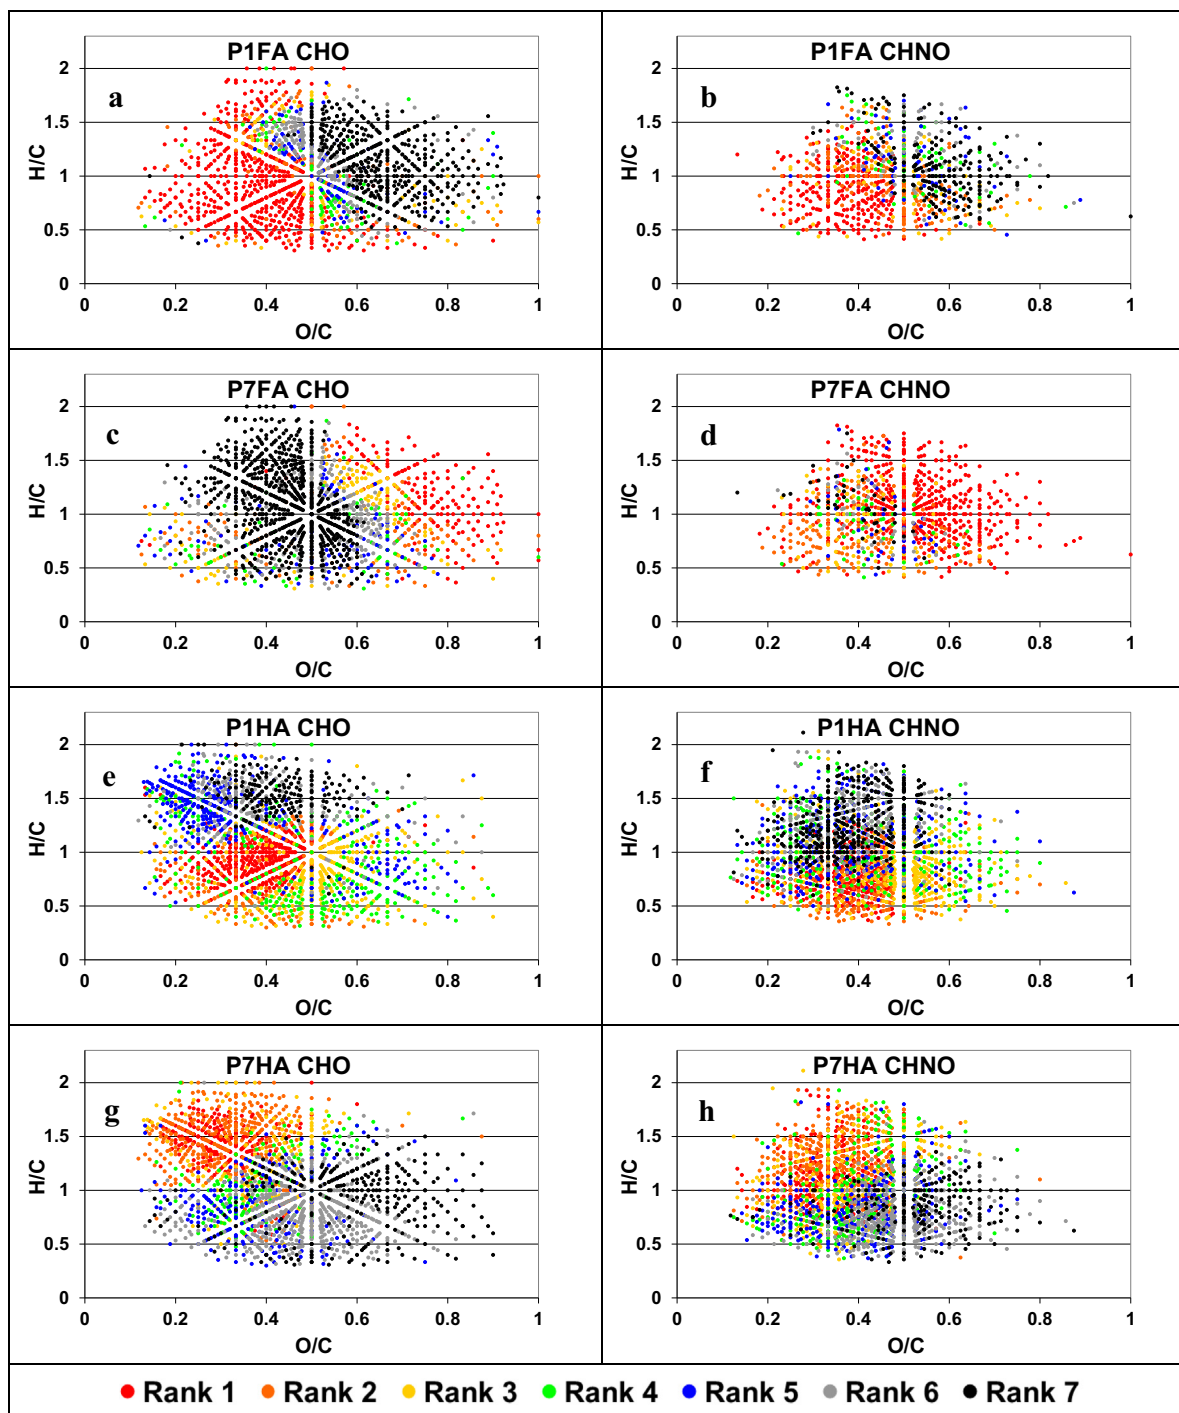 P1FA CHO
a
H/C
2
1.5
1
0.5
0
0 0.2 0.4 0.6 0.8 1
O/C
P1FA CHNO
b
H/C
2
1.5
1
0.5
0
0 0.2 0.4 0.6 0.8 1
O/C
P7FA CHO
c
H/C
2
1.5
1
0.5
0
0 0.2 0.4 0.6 0.8 1
O/C
P7FA CHNO
d
H/C
2
1.5
1
0.5
0
0 0.2 0.4 0.6 0.8 1
O/C
P1HA CHO
e
H/C
2
1.5
1
0.5
0
0 0.2 0.4 0.6 0.8 1
O/C
P1HA CHNO
f
H/C
2
1.5
1
0.5
0
0 0.2 0.4 0.6 0.8 1
O/C
P7HA CHO
g
H/C
2
1.5
1
0.5
0
0 0.2 0.4 0.6 0.8 1
O/C
P7HA CHNO
h
H/C
2
1.5
1
0.5
0
0 0.2 0.4 0.6 0.8 1
O/C
Rank 1 Rank 2 Rank 3 Rank 4 Rank 5 Rank 6 Rank 7